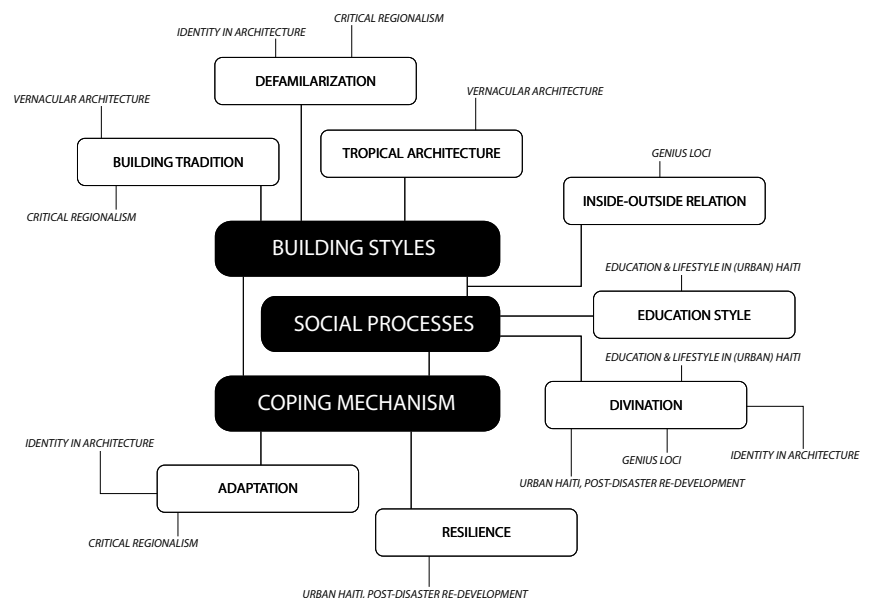 CRITICAL REGIONALISM
IDENTITY IN ARCHITECTURE
DEFAMILARIZATION
VERNACULAR ARCHITECTURE
VERNACULAR ARCHITECTURE
BUILDING TRADITION
TROPICAL ARCHITECTURE
GENIUS LOCI
INSIDE-OUTSIDE RELATION
CRITICAL REGIONALISM
BUILDING STYLES
EDUCATION & LIFESTYLE IN (URBAN) HAITI
EDUCATION STYLE
SOCIAL PROCESSES
EDUCATION & LIFESTYLE IN (URBAN) HAITI
COPING MECHANISM
DIVINATION
IDENTITY IN ARCHITECTURE
GENIUS LOCI
IDENTITY IN ARCHITECTURE
URBAN HAITI, POST-DISASTER RE-DEVELOPMENT
ADAPTATION
RESILIENCE
CRITICAL REGIONALISM
URBAN HAITI, POST-DISASTER RE-DEVELOPMENT